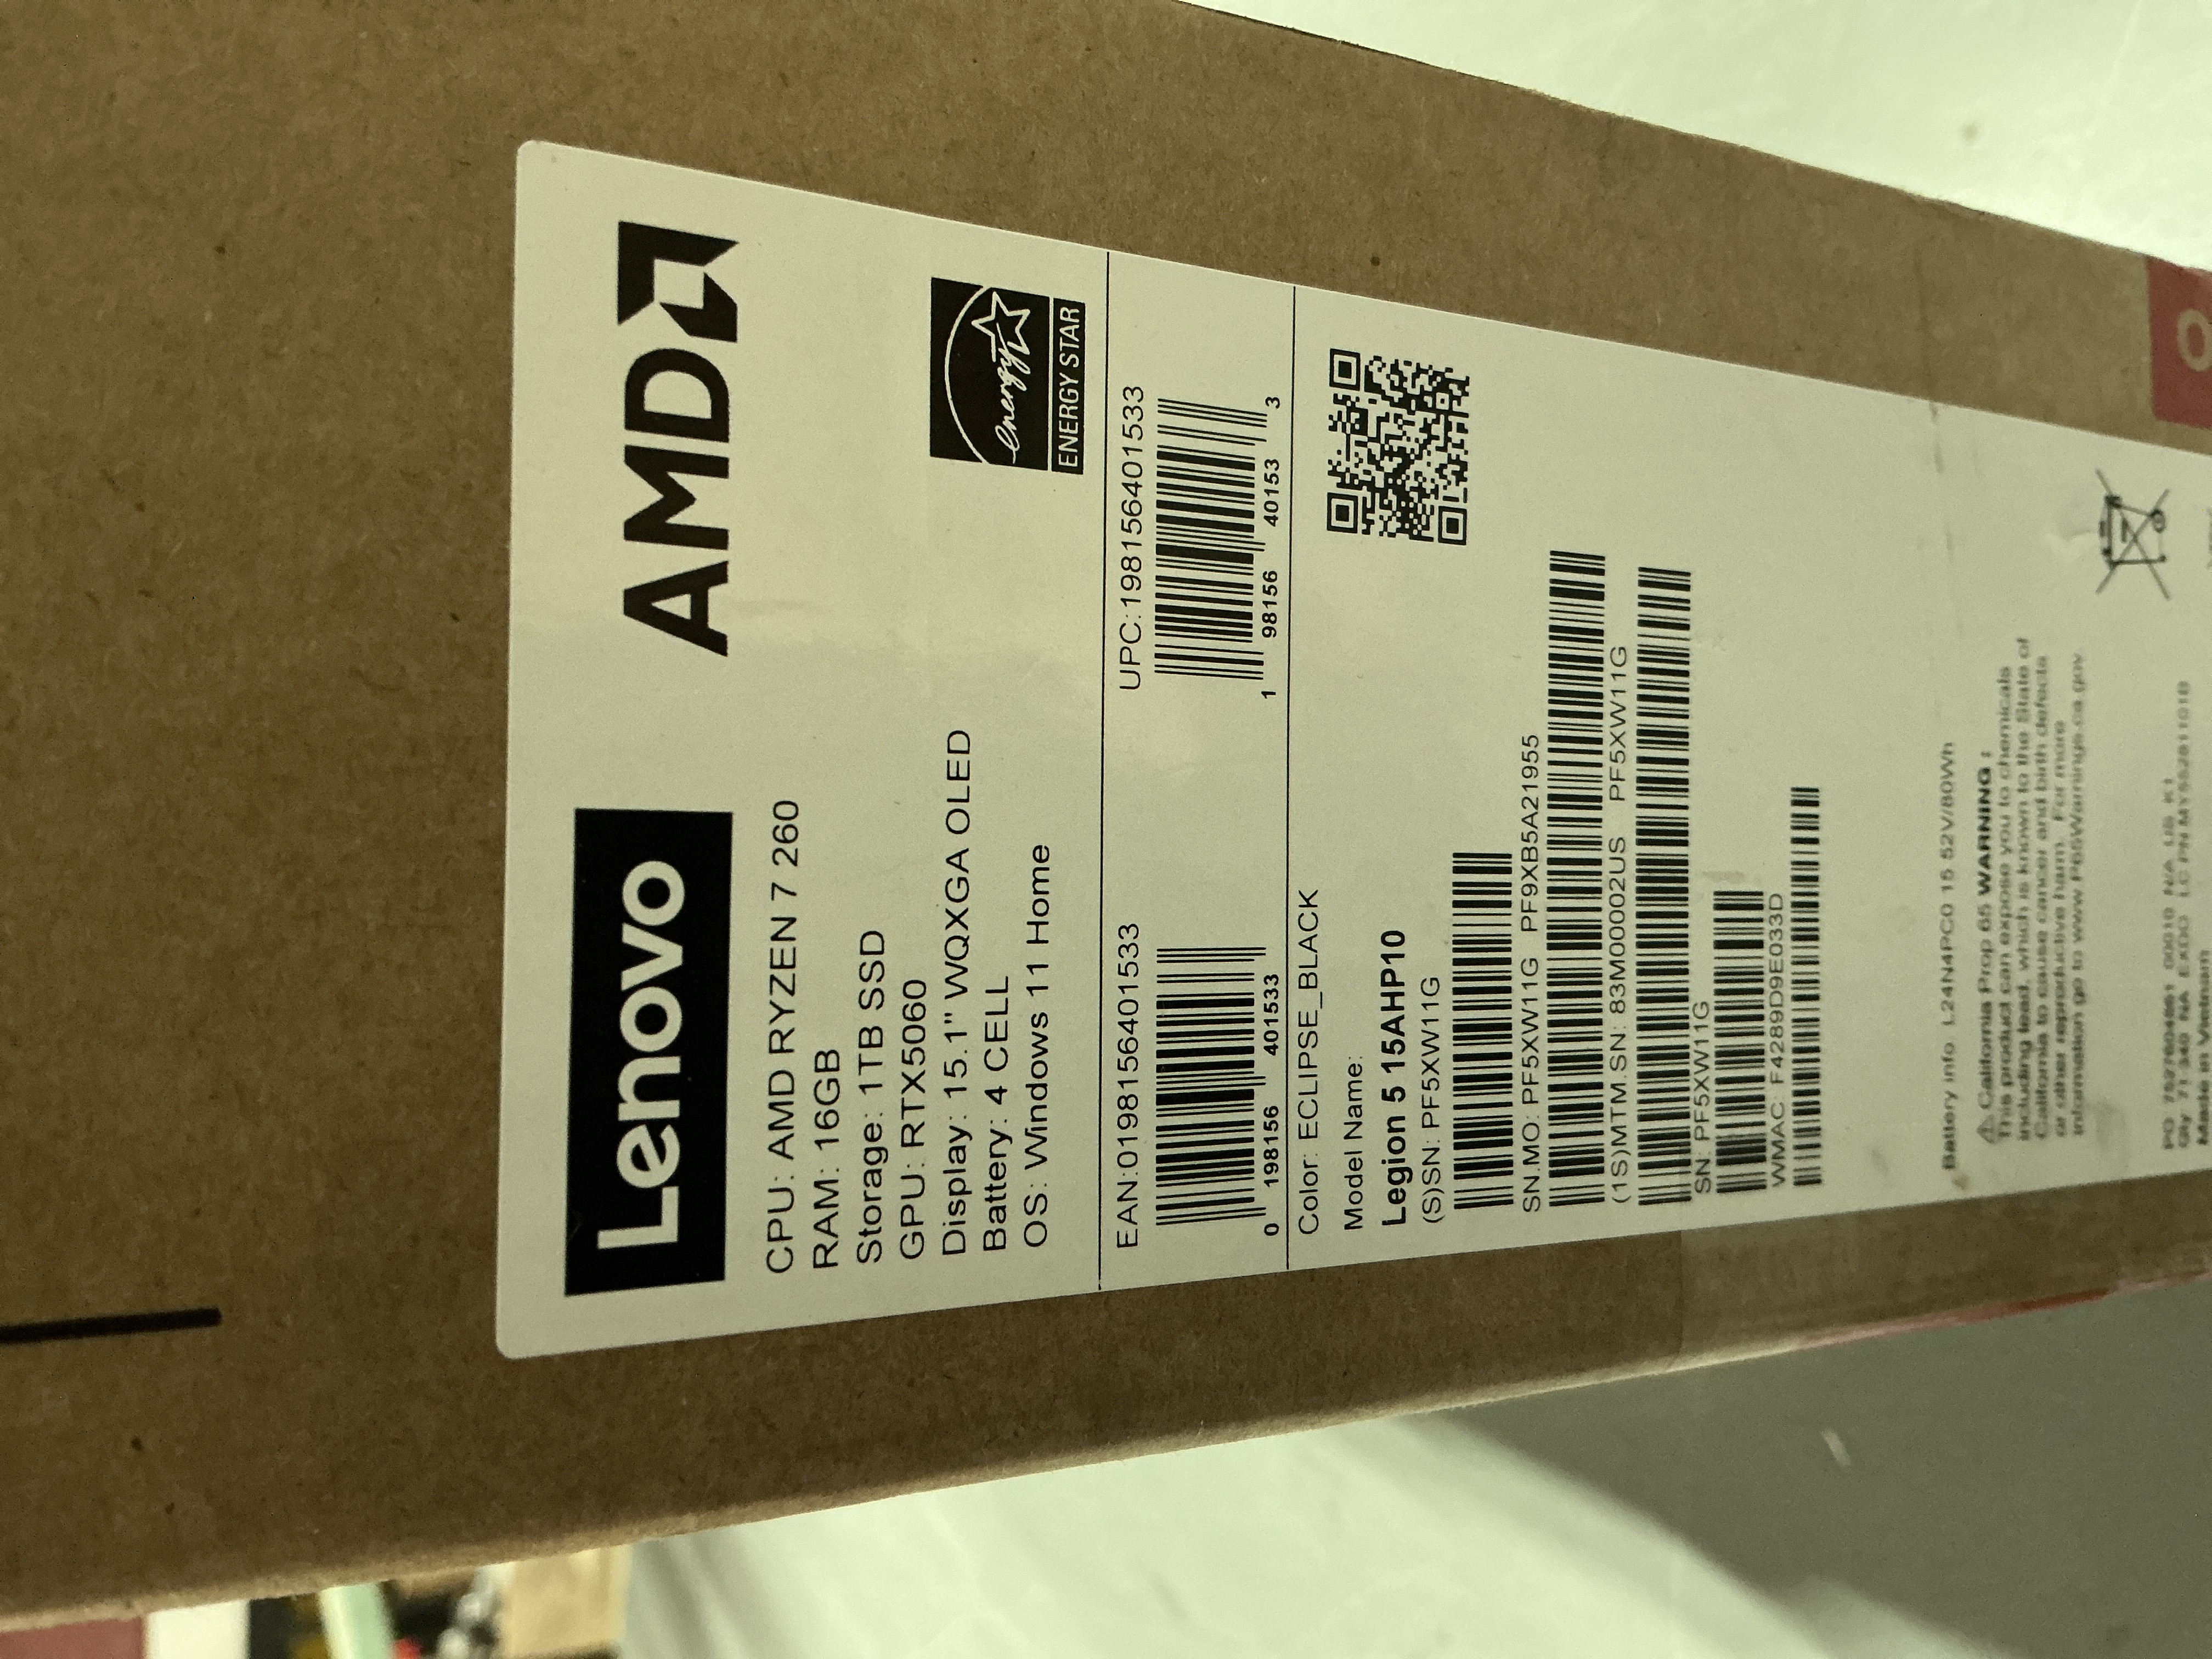 Lenovo
AMD
CPU: AMD RYZEN 7 260
RAM: 16GB
Storage: 1TB SSD
GPU: RTX5060
Display: 15.1" WQXGA OLED
Battery: 4 CELL
OS: Windows 11 Home
energy
ENERGY STAR
EAN:0198156401533
0 198156 401533
UPC:198156401533
1 98156 40153 3
Color: ECLIPSE_BLACK
Model Name:
Legion 5 15AHP10
(S)SN: PF5XW11G
SN.MO: PF5XW11G PF9XB5A21955
(1S)MTM.SN: 83M00002US PF5XW11G
SN: PF5XW11G
WMAC: F4289D9E033D
Battery info L24N4PC0 15.52V/80Wh
⚠ California Prop 65 WARNING :
This product can expose you to chemicals
including lead, which is known to the State of
California to cause cancer and birth defects
or other reproductive harm. For more
information go to www.P65Warnings.ca.gov.
Made in Vietnam